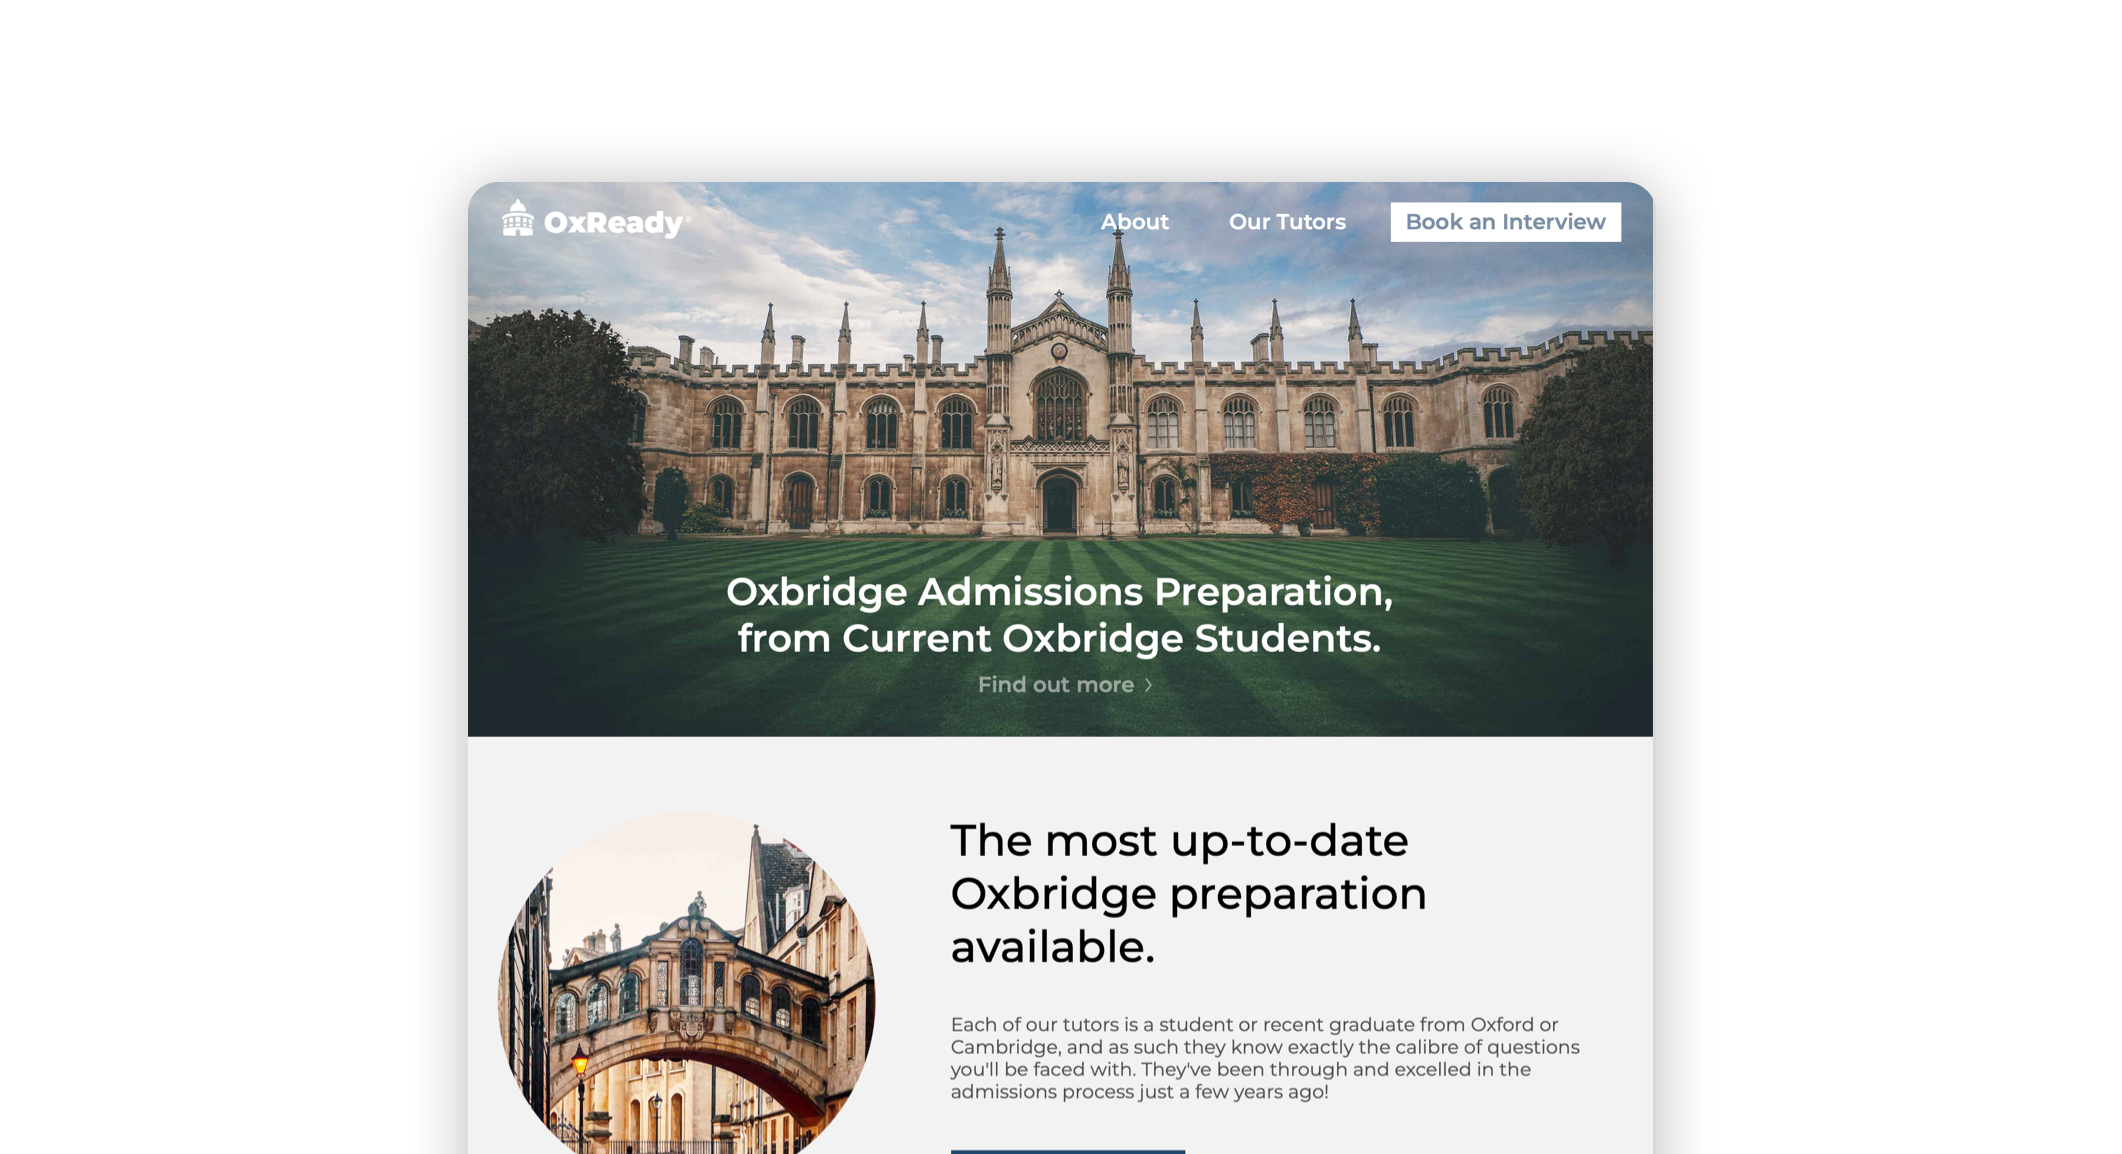 OxReady
About
Our Tutors
Book an Interview
Oxbridge Admissions Preparation,
from Current Oxbridge Students.
Find out more
The most up-to-date
Oxbridge preparation
available.
Each of our tutors is a student or recent graduate from Oxford or
Cambridge, and as such they know exactly the calibre of questions
you'll be faced with. They've been through and excelled in the
admissions process just a few years ago!